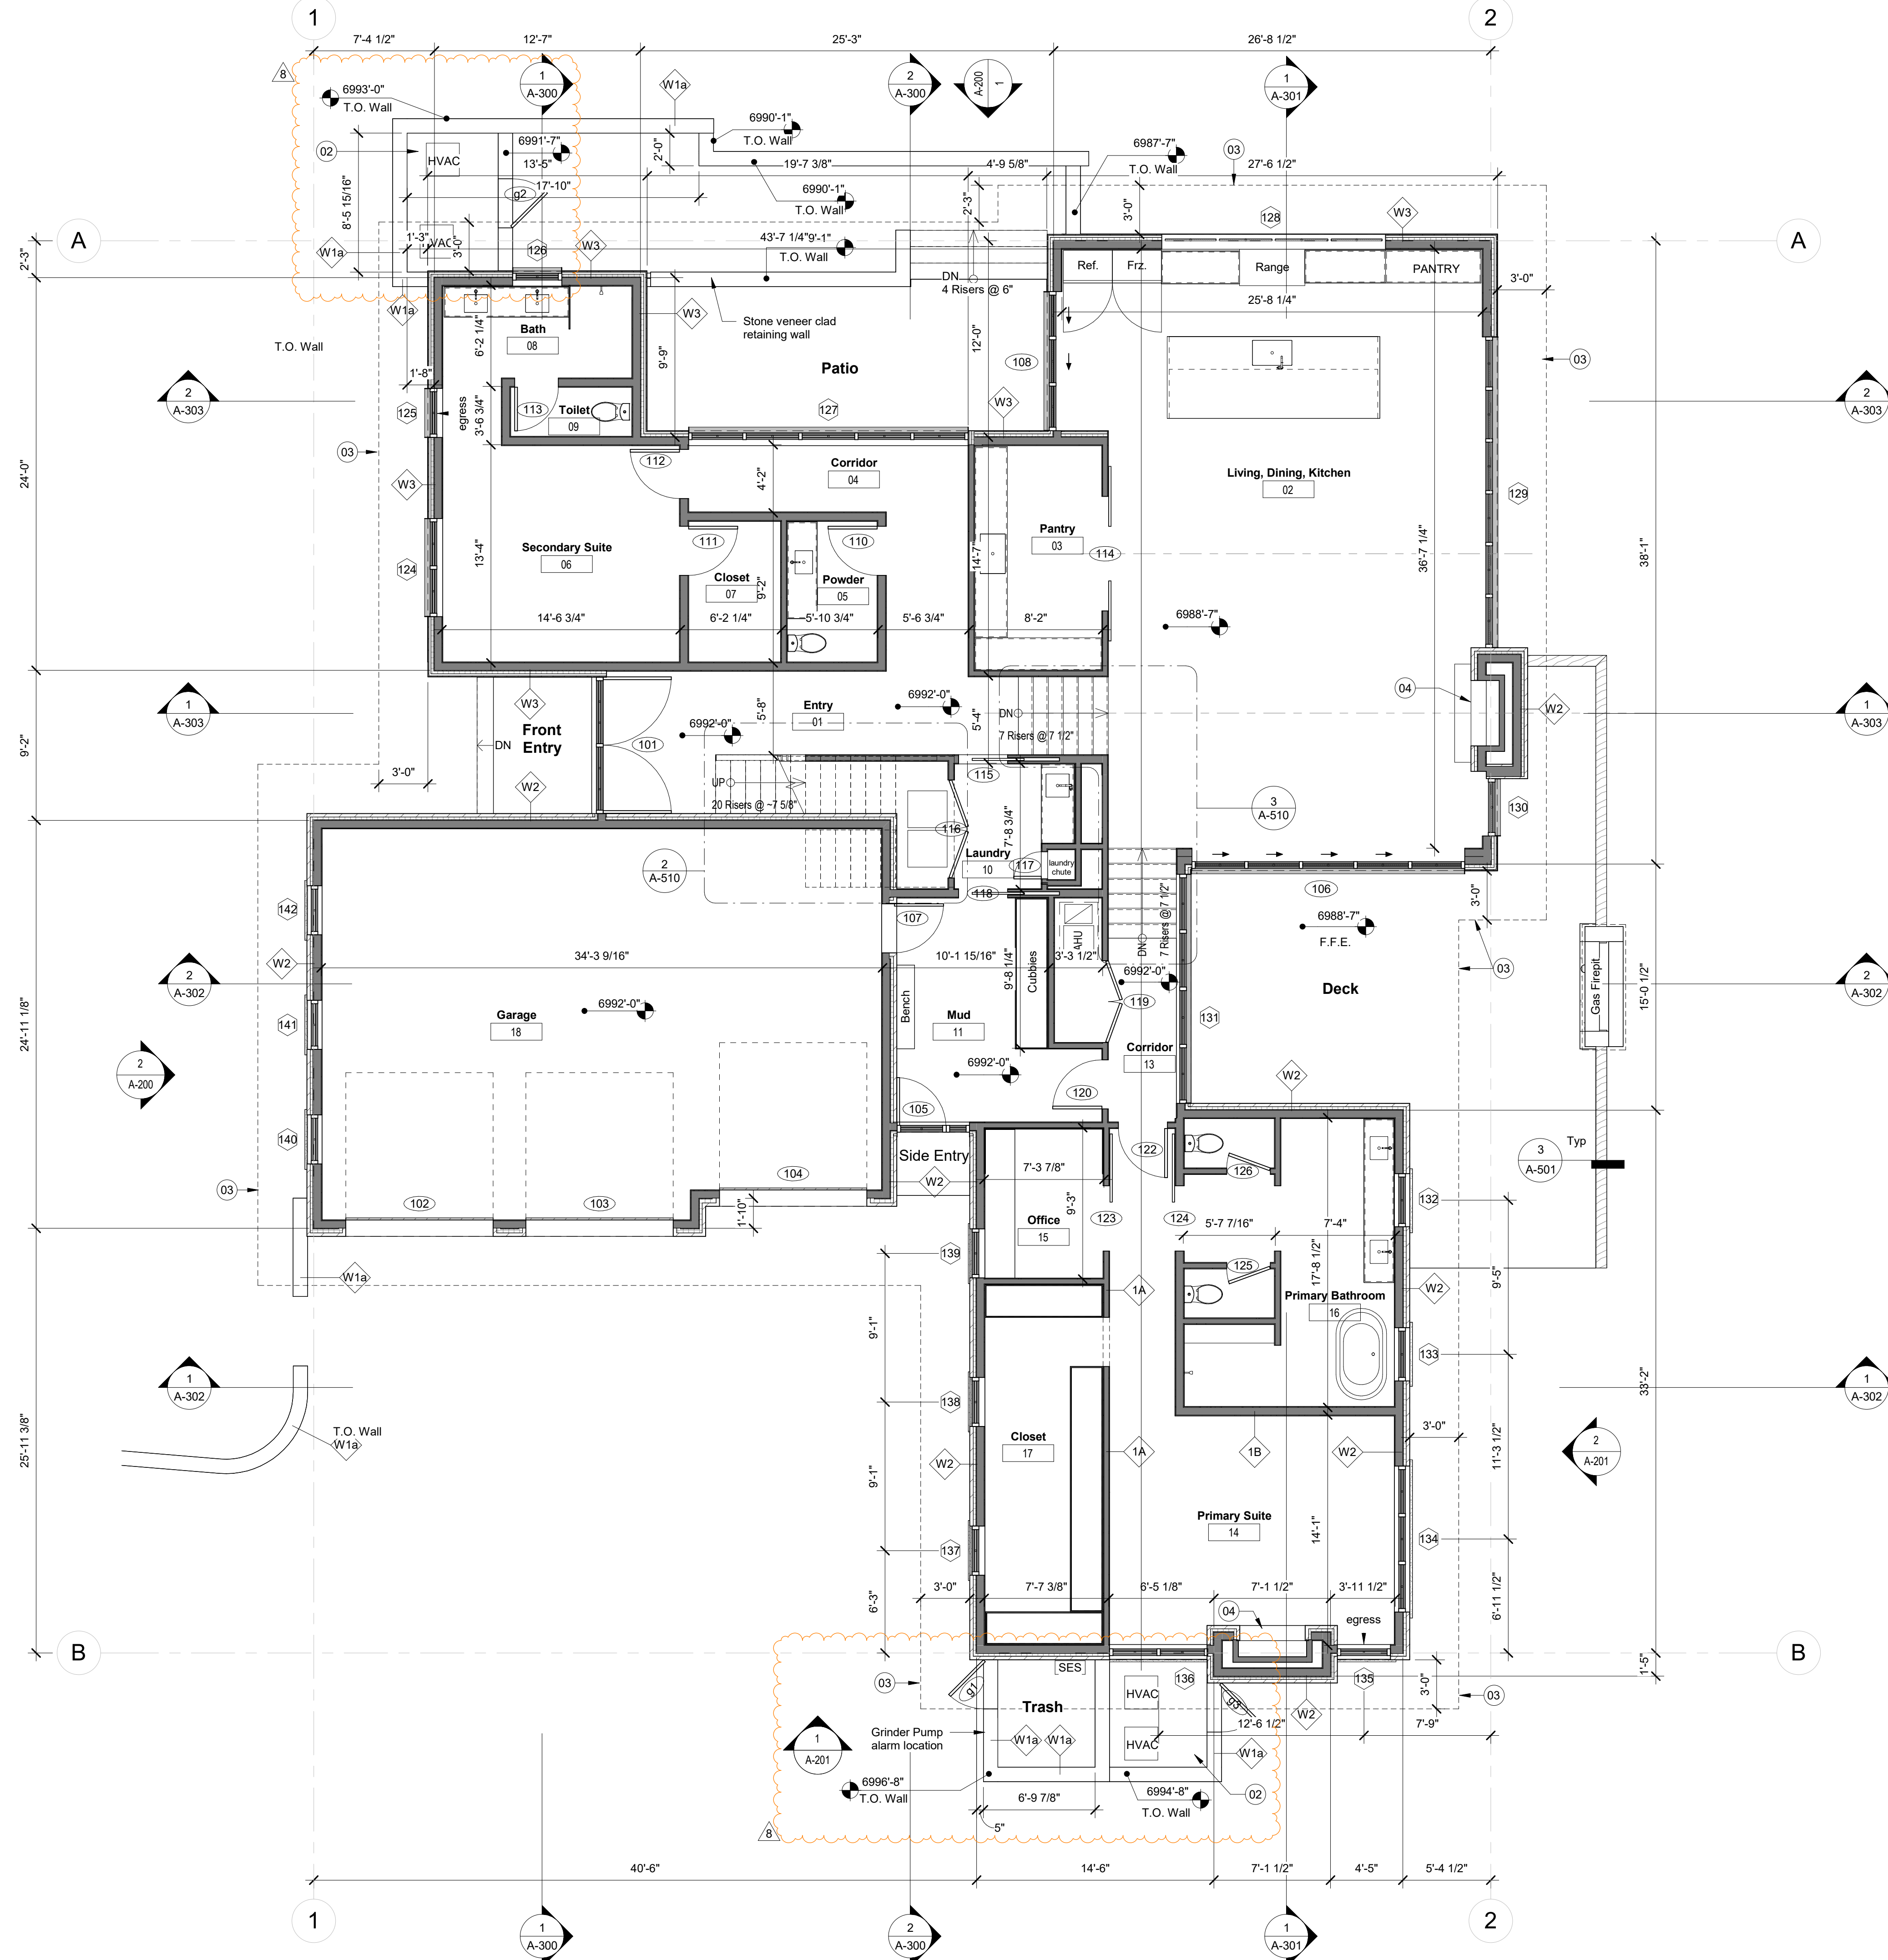 1
2
7'-4 1/2"
12'-7"
25'-3"
26'-8 1/2"
8
6993'-0"
T.O. Wall
1
A-300
W1a
2
A-300
A-200
1
1
A-301
6990'-1"
T.O. Wall
02
HVAC
6991'-7"
13'-5"
2'-0"
19'-7 3/8"
4'-9 5/8"
6987'-7"
T.O. Wall
03
27'-6 1/2"
8'-5 15/16"
g2
17'-10"
6990'-1"
T.O. Wall
2'-3"
3'-0"
128
W3
A
A
2'-3"
W1a
1'-3"
VAC
3'-0"
126
W3
43'-7 1/4"
9'-1"
T.O. Wall
DN
4 Risers @ 6"
Ref.
Frz.
Range
PANTRY
3'-0"
25'-8 1/4"
W1a
T.O. Wall
Bath
08
6'-2 1/4"
W3
Stone veneer clad
retaining wall
9'-9"
12'-0"
Patio
108
03
1'-8"
2
A-303
125
egress
3'-6 3/4"
113
Toilet
09
127
W3
2
A-303
03
112
Corridor
04
4'-2"
W3
24'-0"
Living, Dining, Kitchen
02
129
Pantry
03
114
14'-7"
36'-7 1/4"
38'-1"
111
110
Secondary Suite
06
13'-4"
124
Closet
07
9'-2"
Powder
05
14'-6 3/4"
6'-2 1/4"
5'-10 3/4"
5'-6 3/4"
8'-2"
6988'-7"
1
A-303
W3
Front
Entry
DN
6992'-0"
Entry
01
6992'-0"
5'-8"
5'-4"
DN
7 Risers @ 7 1/2"
04
W2
1
A-303
101
9'-2"
3'-0"
W2
UP
20 Risers @ ~7 5/8"
115
116
7'-8 3/4"
Laundry
10
117
laundry
chute
118
3
A-510
130
2
A-510
106
3'-0"
142
107
7 Risers @ 7 1/2"
DN
6988'-7"
F.F.E.
W2
34'-3 9/16"
10'-1 15/16"
9'-8 1/4"
Cubbies
AHU
3'-3 1/2"
6992'-0"
119
03
2
A-302
2
A-302
Garage
18
6992'-0"
Bench
Mud
11
Deck
Gas Firepit
15'-0 1/2"
24'-11 1/8"
141
131
Corridor
13
2
A-200
6992'-0"
W2
120
105
140
122
Side Entry
3
A-501
Typ
126
7'-3 7/8"
W2
03
102
103
104
1'-10"
9'-3"
Office
15
123
124
5'-7 7/16"
7'-4"
132
139
125
17'-8 1/2"
W1a
1A
Primary Bathroom
16
W2
9'-5"
9'-1"
133
1
A-302
138
1
A-302
33'-2"
25'-11 3/8"
T.O. Wall
W1a
Closet
17
W2
1A
1B
W2
3'-0"
2
A-201
11'-3 1/2"
9'-1"
Primary Suite
14
14'-1"
134
137
3'-0"
7'-7 3/8"
6'-5 1/8"
7'-1 1/2"
3'-11 1/2"
6'-3"
04
egress
6'-11 1/2"
B
B
1'-5"
SES
136
135
03
g1
Trash
HVAC
g3
W2
3'-0"
03
12'-6 1/2"
7'-9"
1
A-201
Grinder Pump
alarm location
W1a
W1a
HVAC
W1a
6996'-8"
T.O. Wall
6'-9 7/8"
5"
6994'-8"
T.O. Wall
02
8
40'-6"
14'-6"
7'-1 1/2"
4'-5"
5'-4 1/2"
1
1
A-300
2
A-300
1
A-301
2